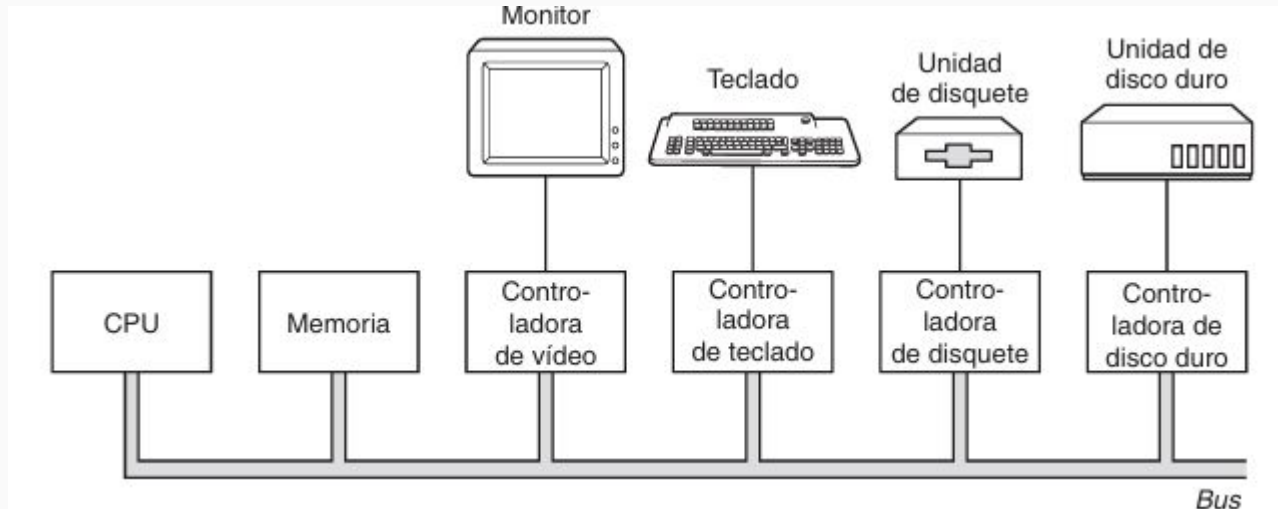 Monitor
Teclado
Unidad
de disquete
Unidad de
disco duro
CPU
Memoria
Contro-
ladora
de vídeo
Contro-
ladora
de teclado
Contro-
ladora
de disquete
Contro-
ladora de
disco duro
Bus